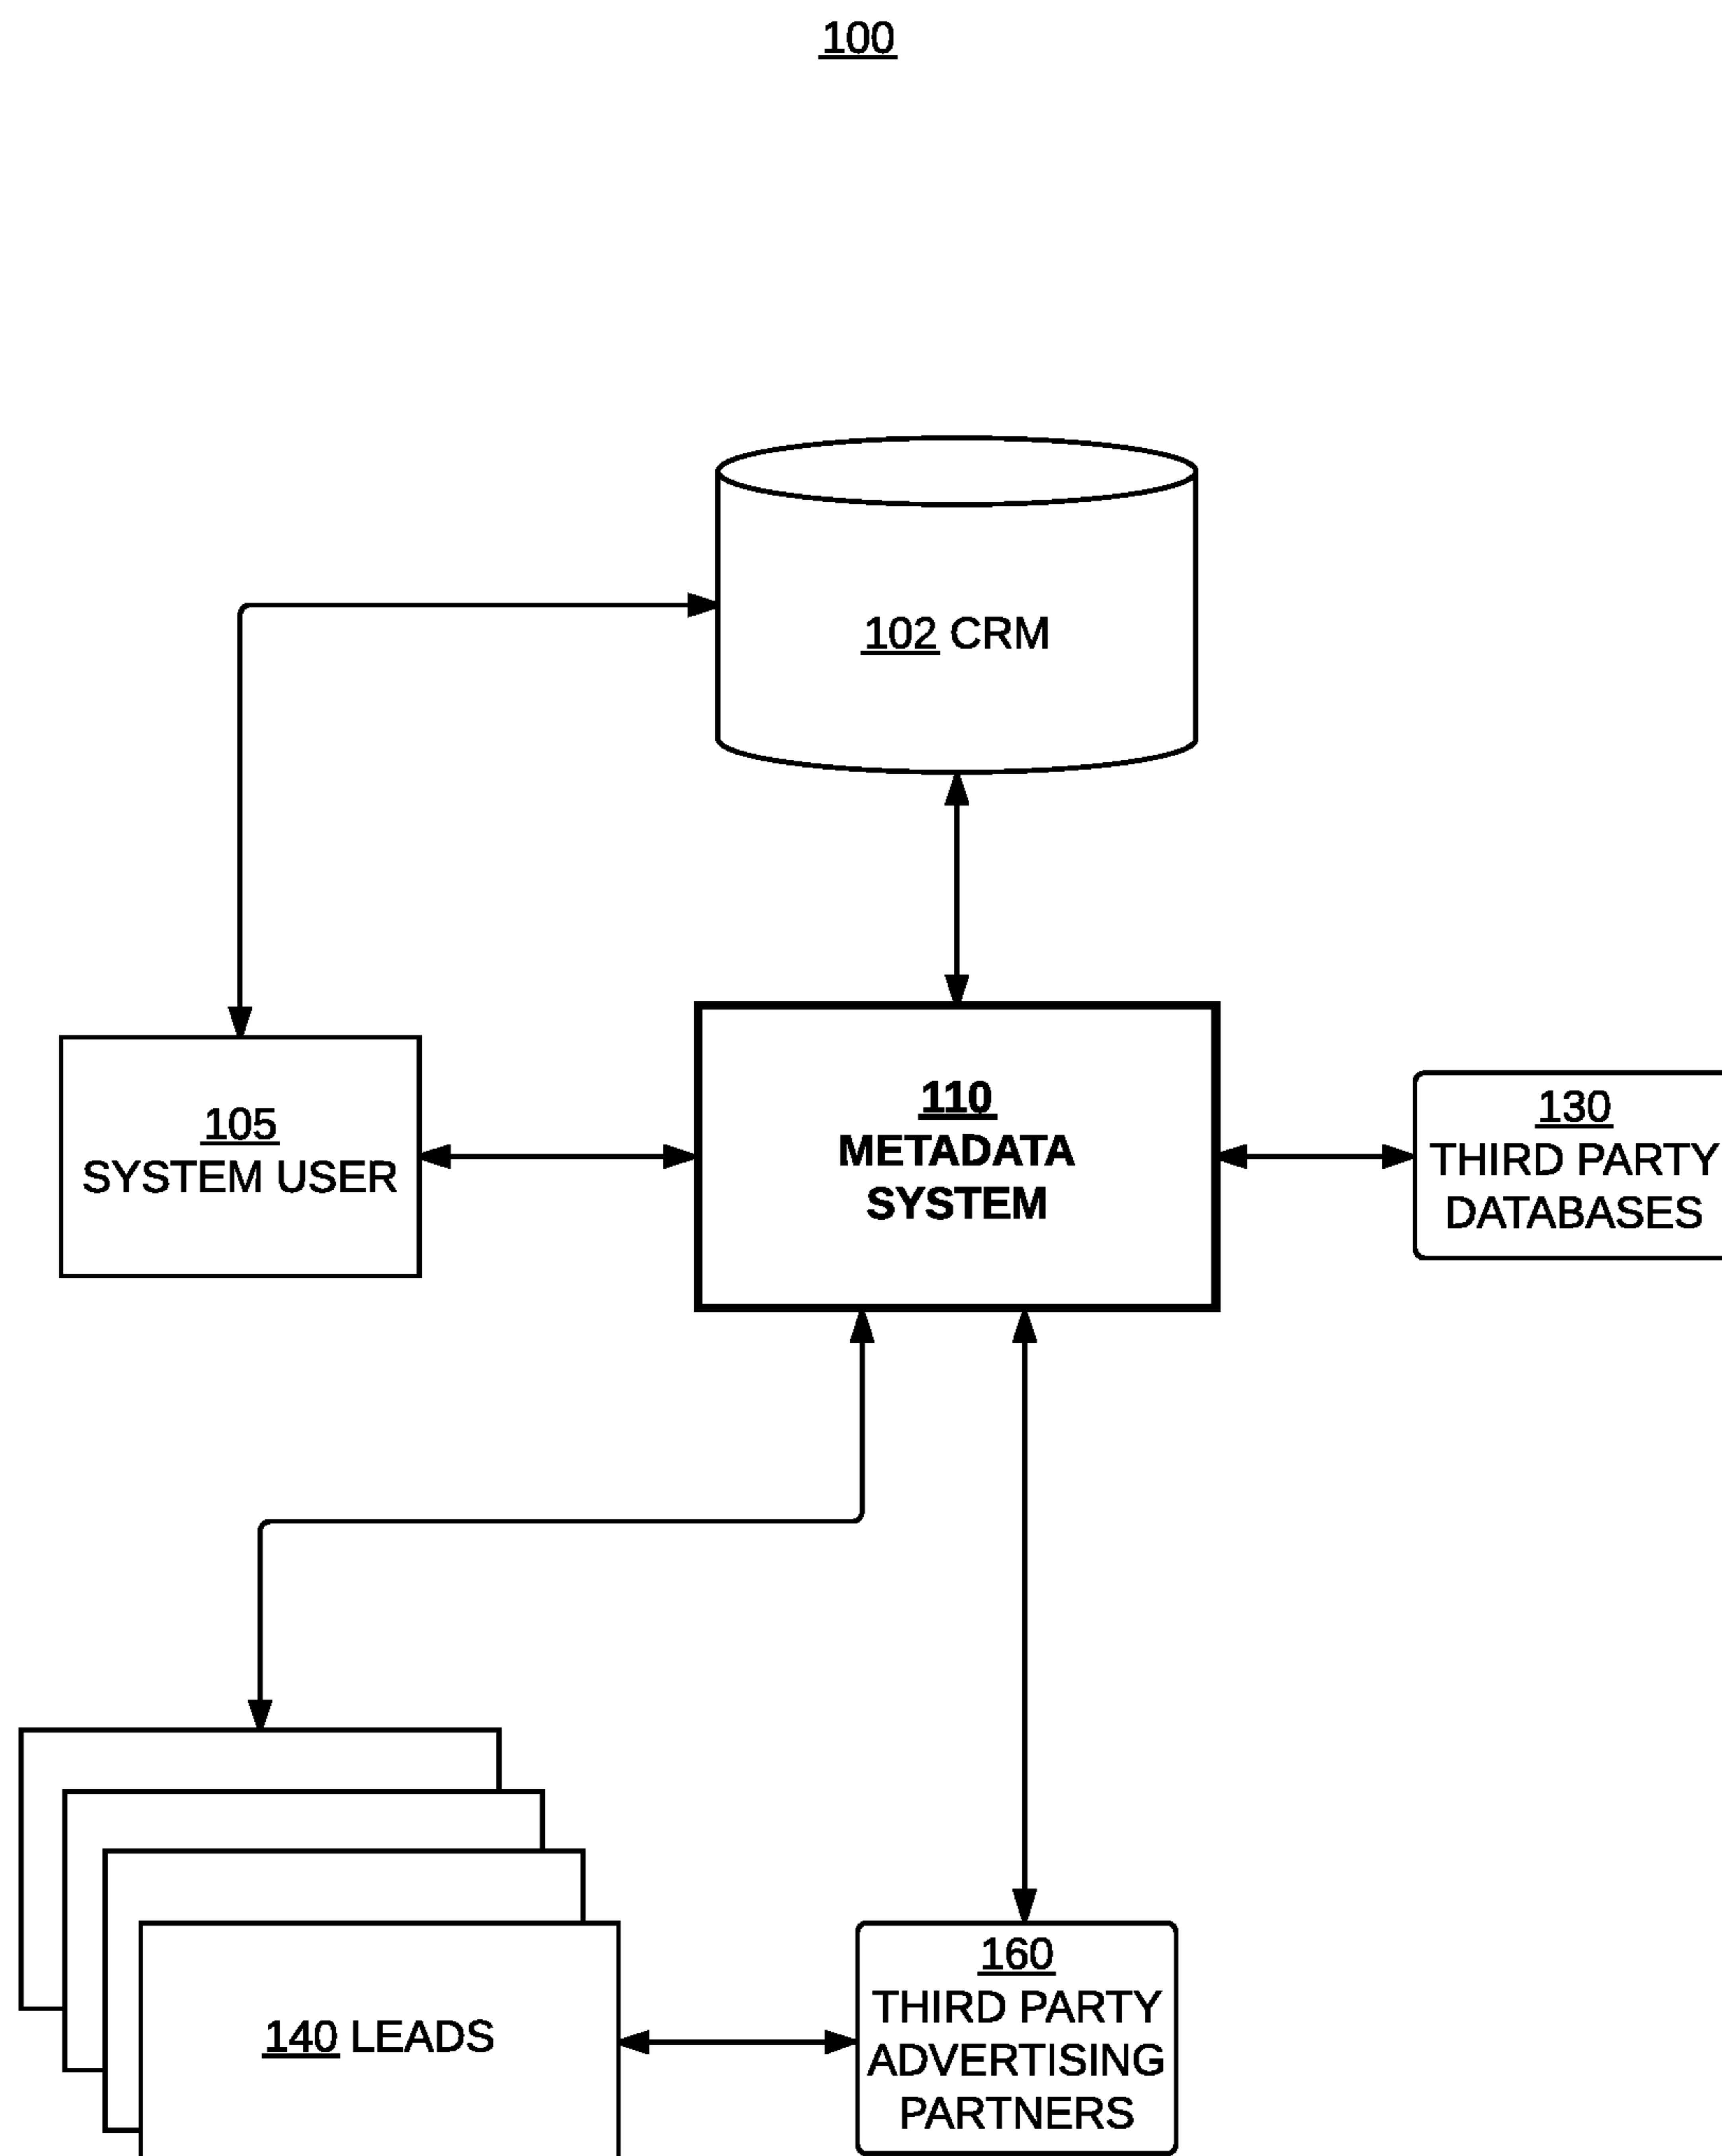 100
102 CRM
105
SYSTEM USER
110
METADATA
SYSTEM
130
THIRD PARTY
DATABASES
140 LEADS
160
THIRD PARTY
ADVERTISING
PARTNERS